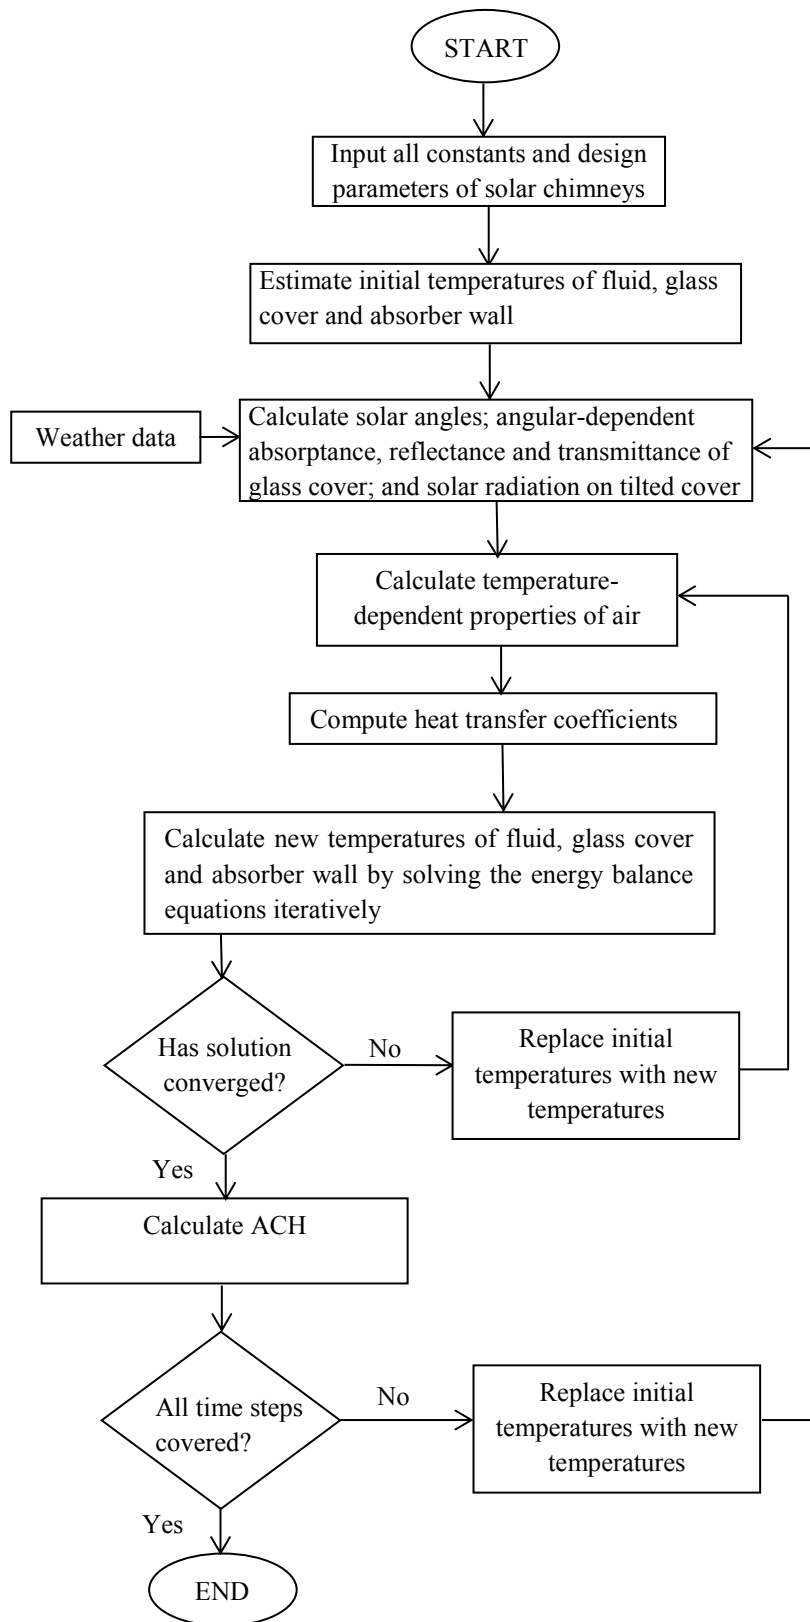 START
Input all constants and design
parameters of solar chimneys
Estimate initial temperatures of fluid, glass
cover and absorber wall
Weather data
Calculate solar angles; angular-dependent
absorptance, reflectance and transmittance of
glass cover; and solar radiation on tilted cover
Calculate temperature-
dependent properties of air
Compute heat transfer coefficients
Calculate new temperatures of fluid, glass cover
and absorber wall by solving the energy balance
equations iteratively
Has solution
converged?
No
Replace initial
temperatures with new
temperatures
Yes
Calculate ACH
All time steps
covered?
No
Replace initial
temperatures with new
temperatures
Yes
END